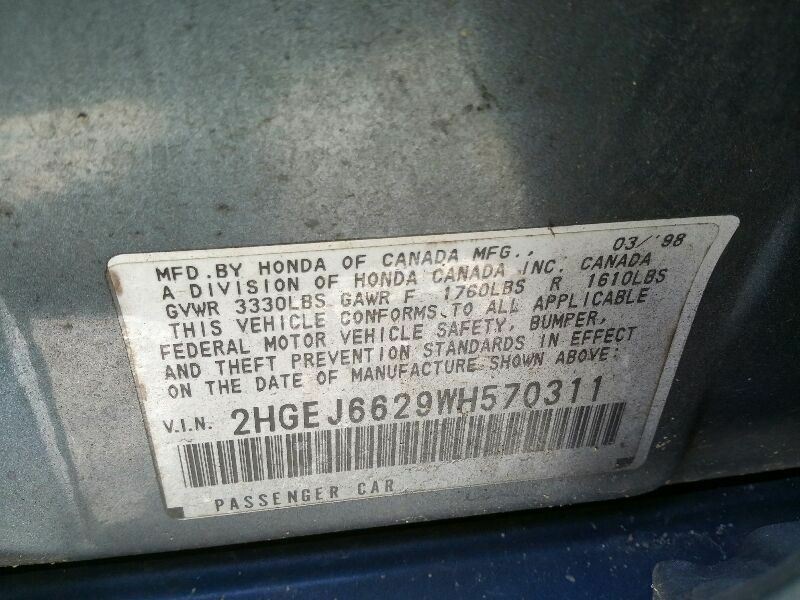 MFD. BY HONDA OF CANADA MFG., 03/'98
A DIVISION OF HONDA CANADA INC. CANADA
GVWR 3330LBS GAWR F 1760LBS R 1610LBS
THIS VEHICLE CONFORMS TO ALL APPLICABLE
FEDERAL MOTOR VEHICLE SAFETY, BUMPER,
AND THEFT PREVENTION STANDARDS IN EFFECT
ON THE DATE OF MANUFACTURE SHOWN ABOVE:
V.I.N. 2HGEJ6629WH570311
PASSENGER CAR